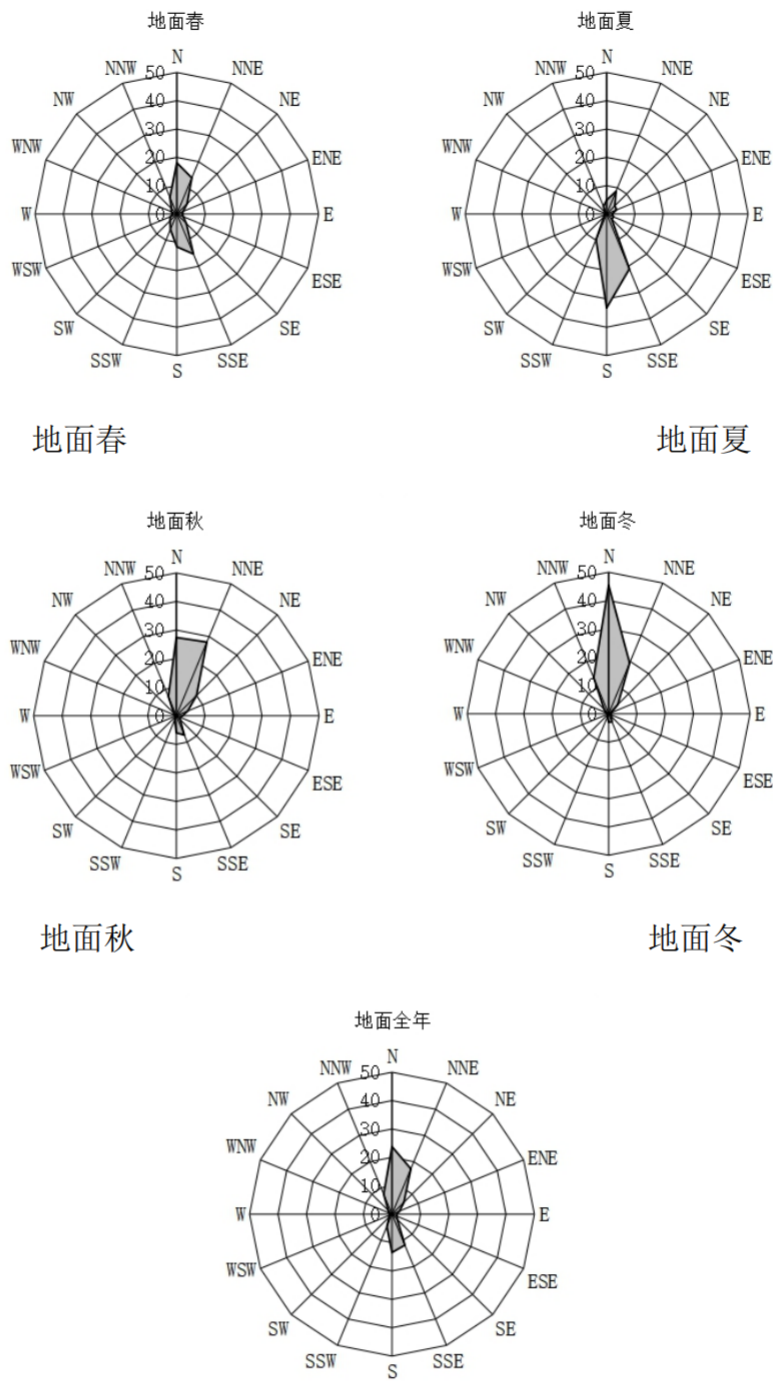 地面春 地面夏
N N
NNW 50 NNE NNW 50 NNE
NW 40 NE NW 40 NE
30 30
WNW 20 ENE WNW 20 ENE
10 10
W 0 E W 0 E
WSW ESE WSW ESE
SW SE SW SE
SSW SSE SSW SSE
S S
地面春 地面夏
地面秋 地面冬
N N
NNW 50 NNE NNW 50 NNE
NW 40 NE NW 40 NE
30 30
WNW 20 ENE WNW 20 ENE
10 10
W 0 E W 0 E
WSW ESE WSW ESE
SW SE SW SE
SSW SSE SSW SSE
S S
地面秋 地面冬
地面全年
N
NNW 50 NNE
NW 40 NE
30
WNW 20 ENE
10
W 0 E
WSW ESE
SW SE
SSW SSE
S